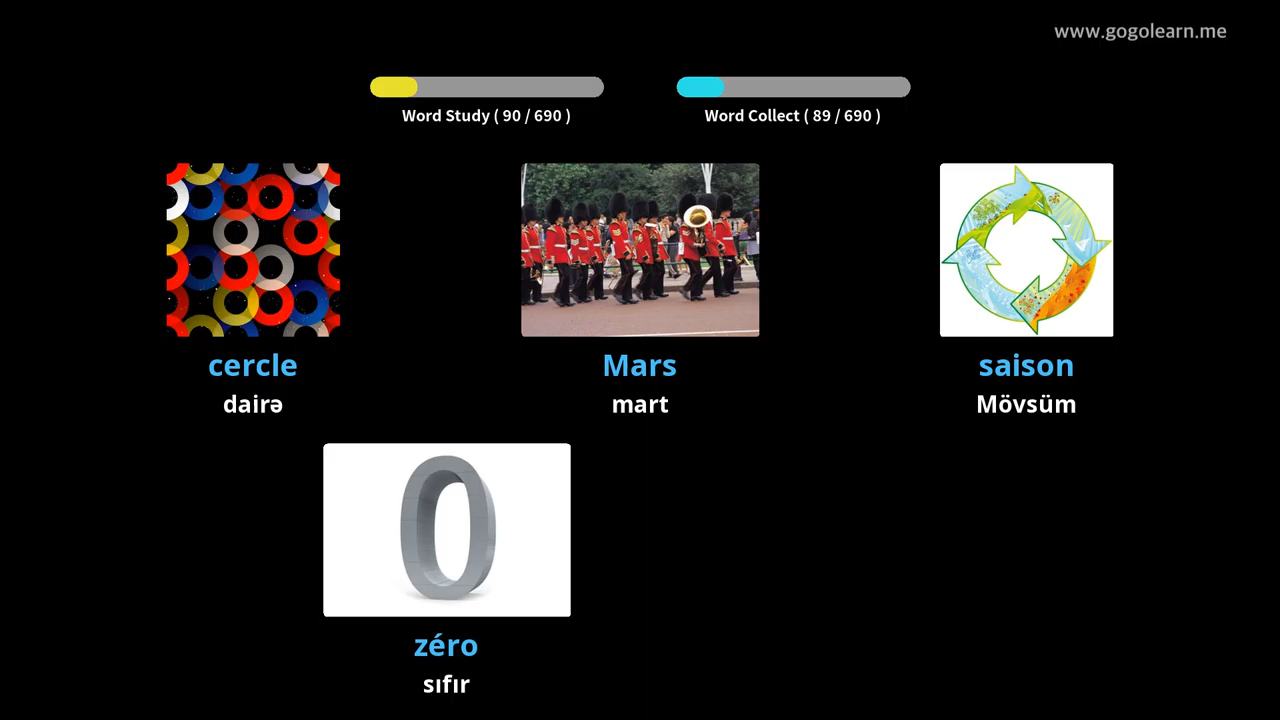 www.gogolearn.me
Word Study ( 90 / 690 )
Word Collect ( 89 / 690 )
cercle
dairə
Mars
mart
saison
Mövsüm
0
zéro
sıfır